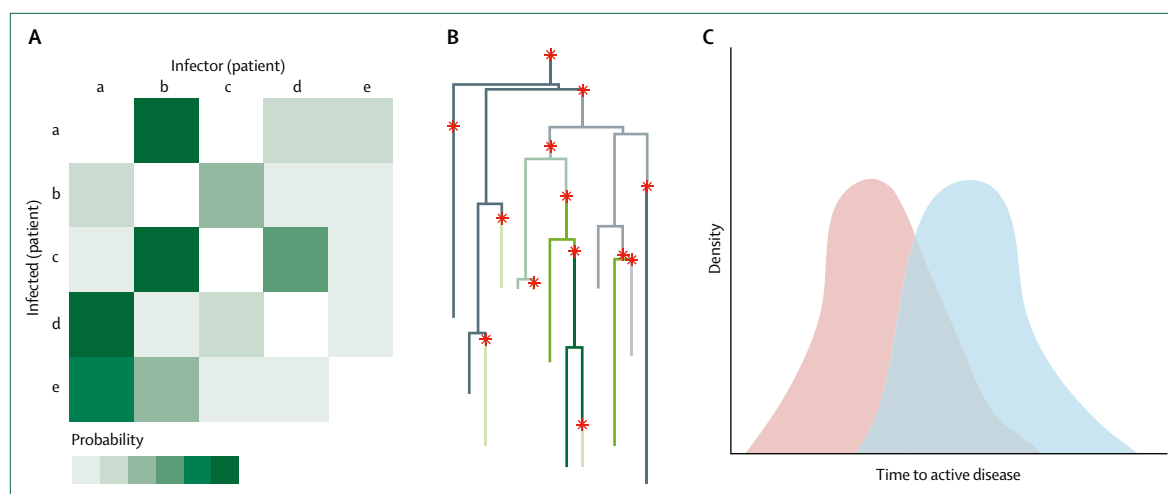 A
Infector (patient)
a b c d e
Infected (patient)
a
b
c
d
e
Probability
B
C
Density
Time to active disease